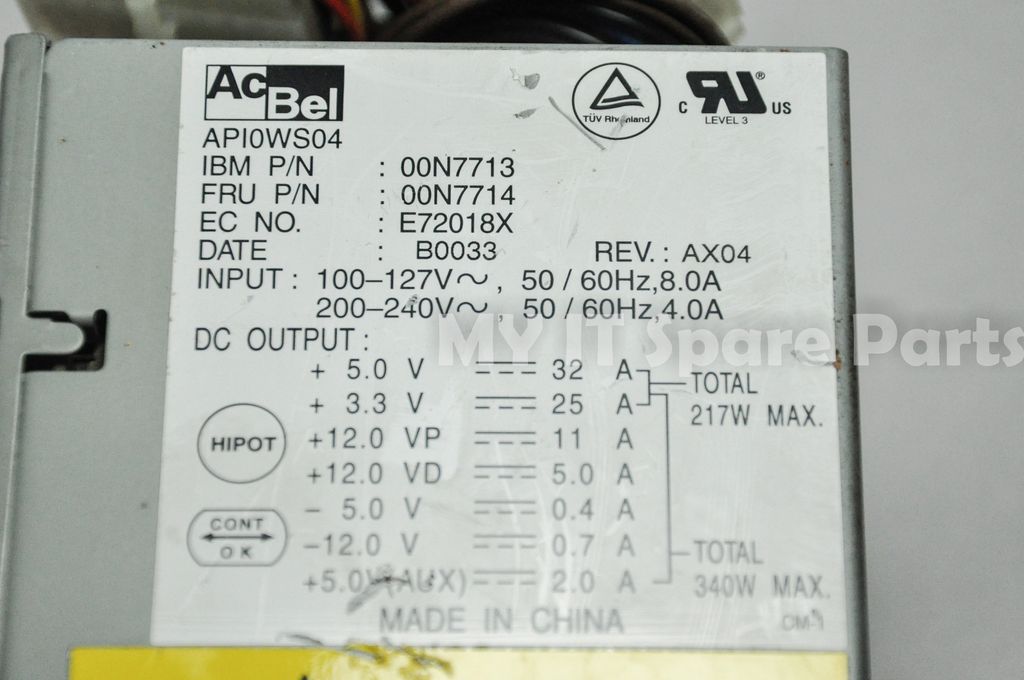 AcBel
TÜV Rheinland
c RU ® US
LEVEL 3
API0WS04
IBM P/N : 00N7713
FRU P/N : 00N7714
EC NO. : E72018X
DATE : B0033 REV.: AX04
INPUT : 100–127V～, 50 / 60Hz,8.0A
200–240V～, 50 / 60Hz,4.0A
MY IT Spare Parts
DC OUTPUT :
+ 5.0 V ⎓ 32 A TOTAL
+ 3.3 V ⎓ 25 A 217W MAX.
HIPOT
+12.0 VP ⎓ 11 A
+12.0 VD ⎓ 5.0 A
- 5.0 V ⎓ 0.4 A
CONT
OK
–12.0 V ⎓ 0.7 A TOTAL
+5.0V(AUX) ⎓ 2.0 A 340W MAX.
MADE IN CHINA